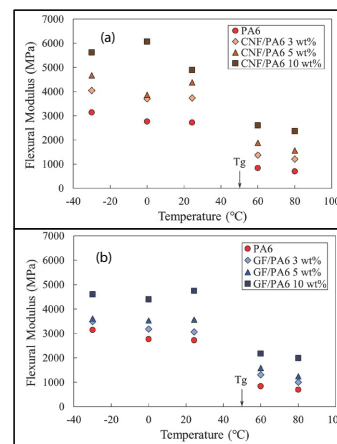 (a)
PA6
CNF/PA6 3 wt%
CNF/PA6 5 wt%
CNF/PA6 10 wt%
Flexural Modulus (MPa)
7000
6000
5000
4000
3000
2000
1000
0
Tg
-40 -20 0 20 40 60 80 100
Temperature (℃)
(b)
PA6
GF/PA6 3 wt%
GF/PA6 5 wt%
GF/PA6 10 wt%
Flexural Modulus (MPa)
7000
6000
5000
4000
3000
2000
1000
0
Tg
-40 -20 0 20 40 60 80 100
Temperature (℃)